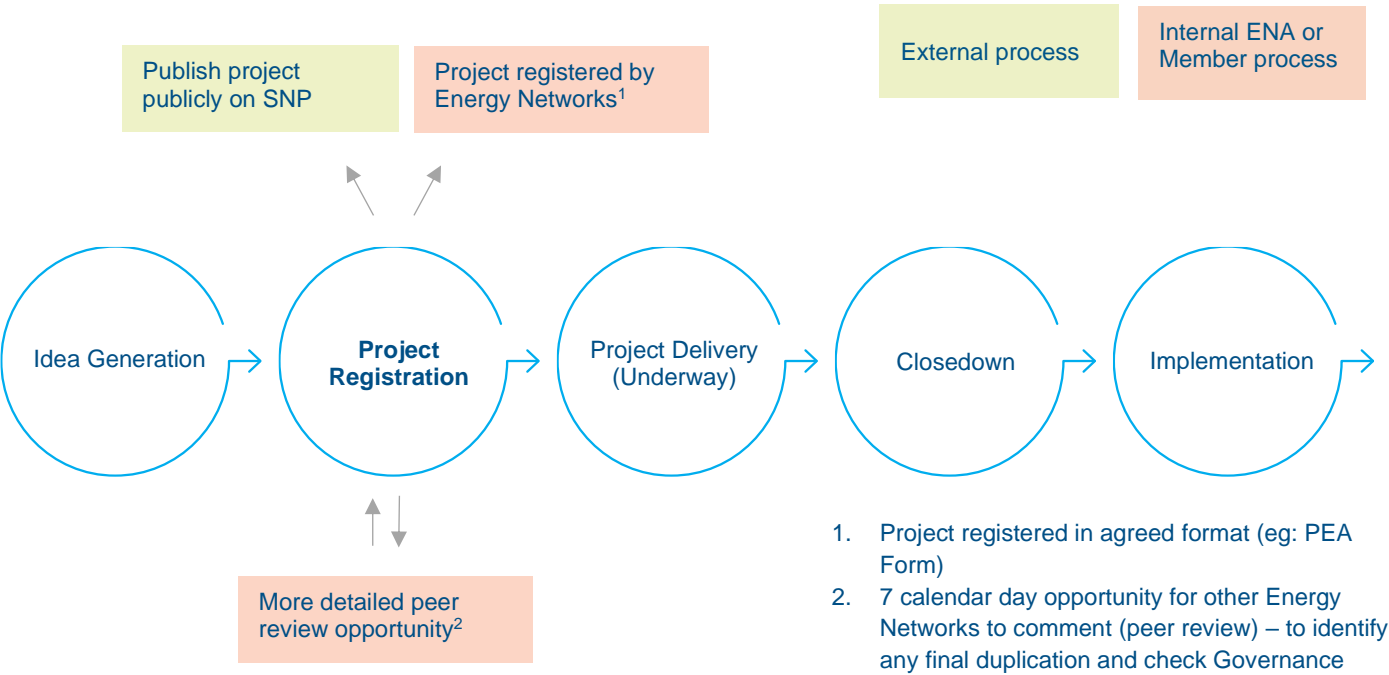 External process
Internal ENA or
Member process
Publish project
publicly on SNP
Project registered by
Energy Networks1
Idea Generation
Project
Registration
Project Delivery
(Underway)
Closedown
Implementation
More detailed peer
review opportunity2
1. Project registered in agreed format (eg: PEA
Form)
2. 7 calendar day opportunity for other Energy
Networks to comment (peer review) – to identify
any final duplication and check Governance